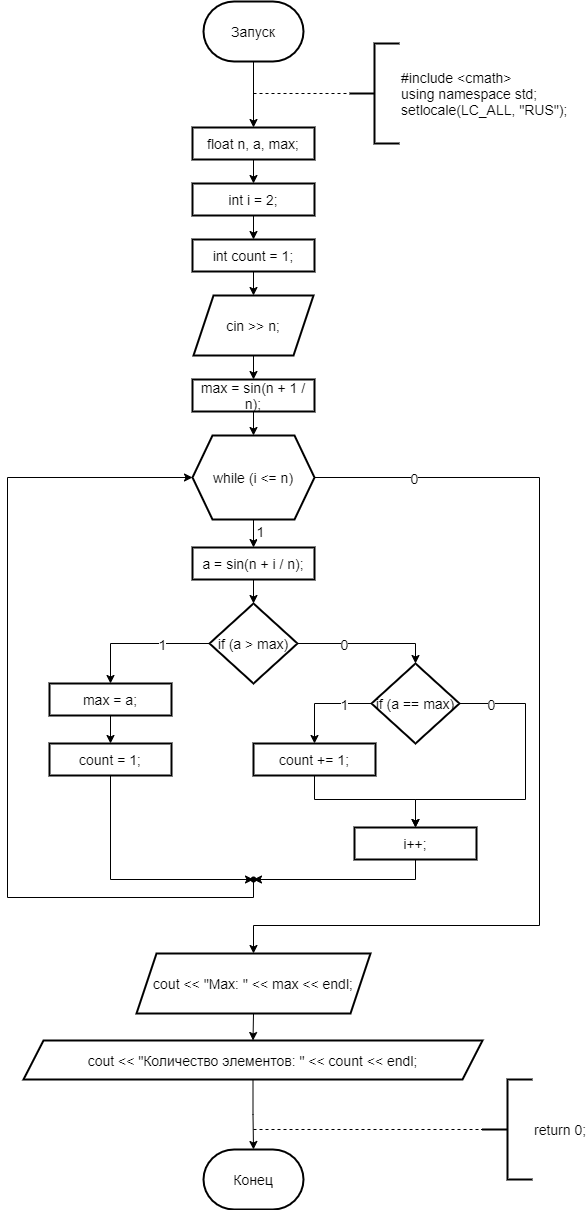 Запуск
#include <cmath>
using namespace std;
setlocale(LC_ALL, "RUS");
float n, a, max;
int i = 2;
int count = 1;
cin >> n;
max = sin(n + 1 /
n);
while (i <= n)
0
1
a = sin(n + i / n);
if (a > max)
1
0
max = a;
if (a == max)
1
0
count = 1;
count += 1;
i++;
cout << "Max: " << max << endl;
cout << "Количество элементов: " << count << endl;
return 0;
Конец